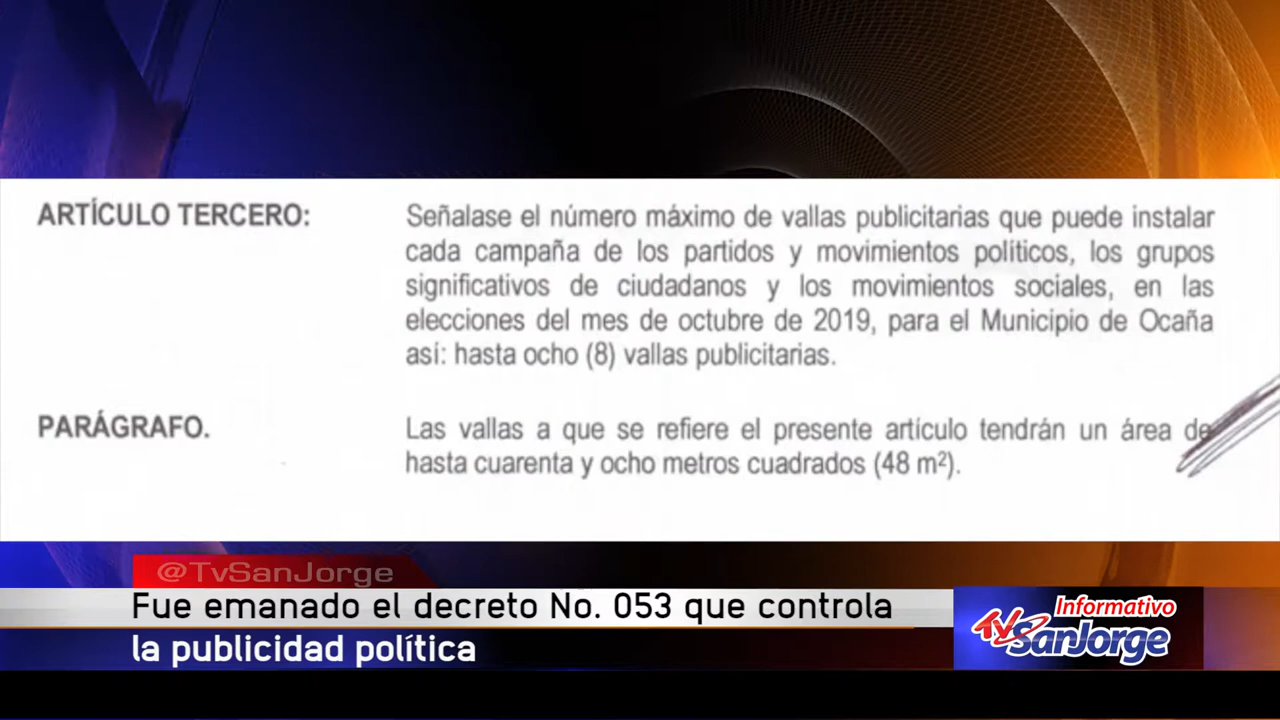 ARTÍCULO TERCERO:
Señalase el número máximo de vallas publicitarias que puede instalar
cada campaña de los partidos y movimientos políticos, los grupos
significativos de ciudadanos y los movimientos sociales, en las
elecciones del mes de octubre de 2019, para el Municipio de Ocaña
así: hasta ocho (8) vallas publicitarias.
PARÁGRAFO.
Las vallas a que se refiere el presente artículo tendrán un área de
hasta cuarenta y ocho metros cuadrados (48 m²).
@TvSanJorge
Fue emanado el decreto No. 053 que controla
la publicidad política
Informativo
TV SanJorge